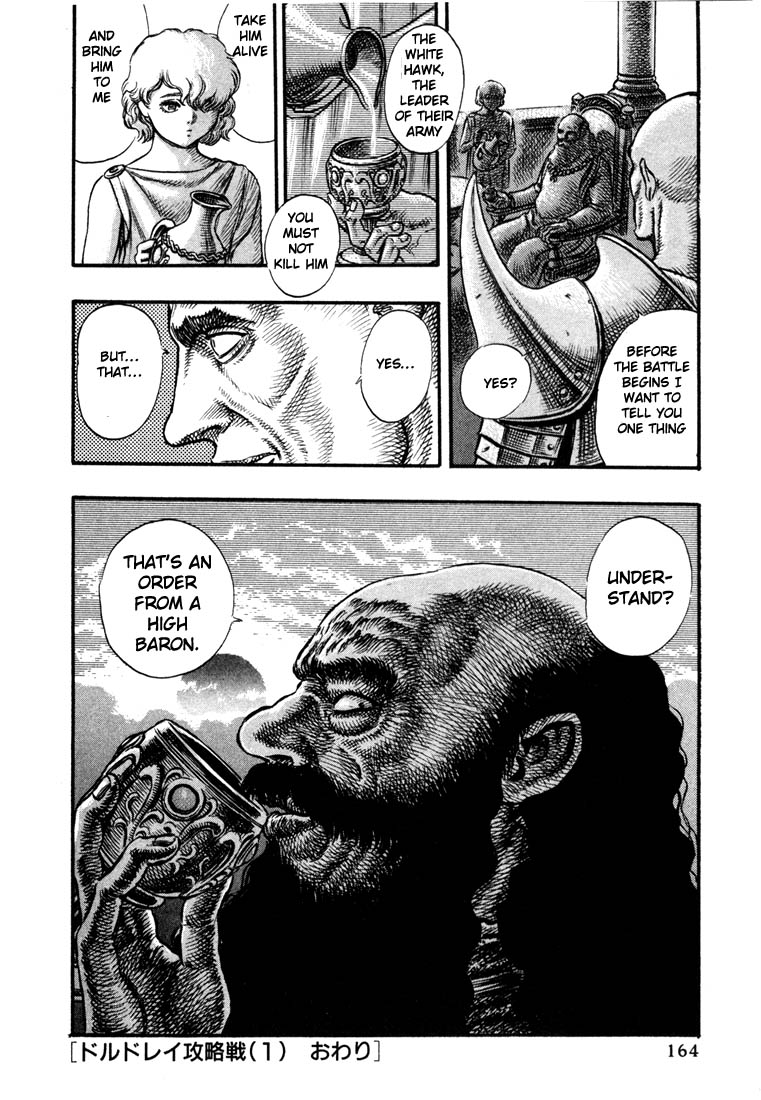 BEFORE
THE BATTLE
BEGINS I
WANT TO
TELL YOU
ONE THING
YES?
THE
WHITE
HAWK,
THE
LEADER
OF THEIR
ARMY
YOU
MUST
NOT
KILL HIM
TAKE
HIM
ALIVE
AND
BRING
HIM
TO
ME
YES...
BUT...
THAT...
UNDER-
STAND?
THAT'S AN
ORDER
FROM A
HIGH
BARON.
[ドルドレイ攻略戦(1) おわり]
164